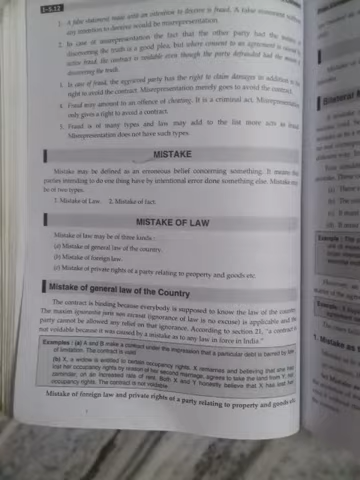 5-5.12
1. A false statement made with an intention to deceive is fraud. A false statement without
any intention to deceive would be misrepresentation.
2. In case of misrepresentation the fact that the other party had the means of
discovering the truth is a good plea, but where consent to an agreement is caused by
active fraud, the contract is voidable even though the party defrauded had the means of
discovering the truth.
3. In case of fraud, the aggrieved party has the right to claim damages in addition to the
right to avoid the contract. Misrepresentation merely goes to avoid the contract.
4. Fraud may amount to an offence of cheating. It is a criminal act. Misrepresentation
only gives a right to avoid a contract.
5. Fraud is of many types and law may add to the list more acts to fraud
Misrepresentation does not have such types.
MISTAKE
Mistake may be defined as an erroneous belief concerning something. It means the
parties intending to do one thing have by intentional error done something else. Mistake may
be of two types.
1. Mistake of Law. 2. Mistake of fact.
MISTAKE OF LAW
Mistake of law may be of three kinds :
(a) Mistake of general law of the country.
(b) Mistake of foreign law.
(c) Mistake of private rights of a party relating to property and goods etc.
Mistake of general law of the Country
The contract is binding because everybody is supposed to know the law of the country.
The maxim ignorantia juris non excusat (ignorance of law is no excuse) is applicable and the
party cannot be allowed any relief on that ignorance. According to section 21, "a contract is
not voidable because it was caused by a mistake as to any law in force in India."
Examples : (a) A and B make a contract under the expression that a particular debt is barred by law
of limitation. The contract is valid.
(b) X, a widow is entitled to certain occupancy rights. X remarries and believing that she has
lost her occupancy rights by reason of her second marriage, agrees to take the land from Y, her
on an increased rate of rent. Both X and Y honestly believe that X has lost her
occupancy rights. The contract is not voidable.
Mistake of foreign law and private rights of a party relating to property and goods etc.
Bilateral
(a)
(b) The
(c)
(d)
Example :
1. Mistake as